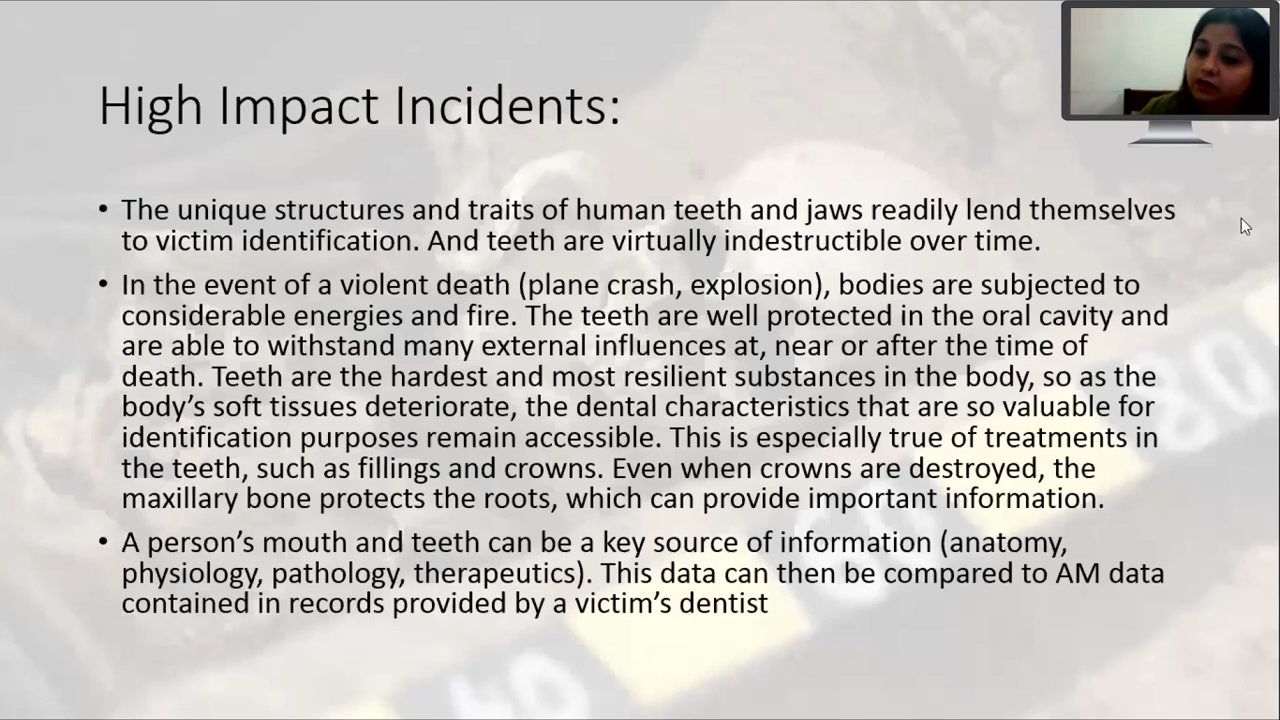 High Impact Incidents:
• The unique structures and traits of human teeth and jaws readily lend themselves
to victim identification. And teeth are virtually indestructible over time.
• In the event of a violent death (plane crash, explosion), bodies are subjected to
considerable energies and fire. The teeth are well protected in the oral cavity and
are able to withstand many external influences at, near or after the time of
death. Teeth are the hardest and most resilient substances in the body, so as the
body's soft tissues deteriorate, the dental characteristics that are so valuable for
identification purposes remain accessible. This is especially true of treatments in
the teeth, such as fillings and crowns. Even when crowns are destroyed, the
maxillary bone protects the roots, which can provide important information.
• A person's mouth and teeth can be a key source of information (anatomy,
physiology, pathology, therapeutics). This data can then be compared to AM data
contained in records provided by a victim's dentist
80
40